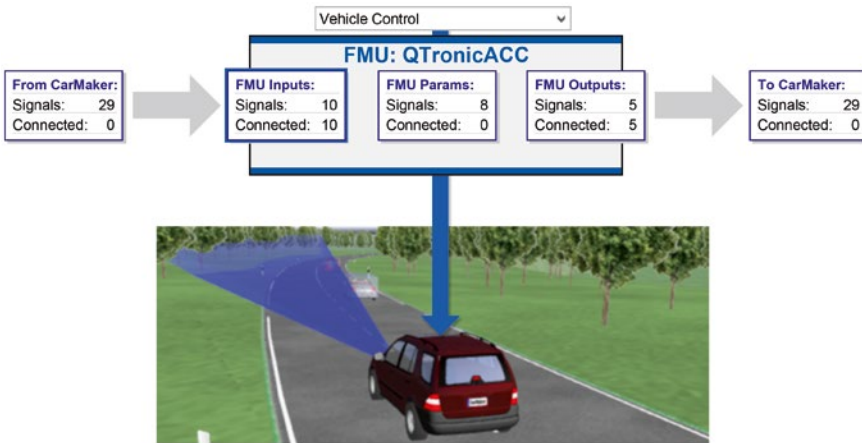 Vehicle Control
FMU: QTronicACC
From CarMaker:
Signals: 29
Connected: 0
FMU Inputs:
Signals: 10
Connected: 10
FMU Params:
Signals: 8
Connected: 0
FMU Outputs:
Signals: 5
Connected: 5
To CarMaker:
Signals: 29
Connected: 0